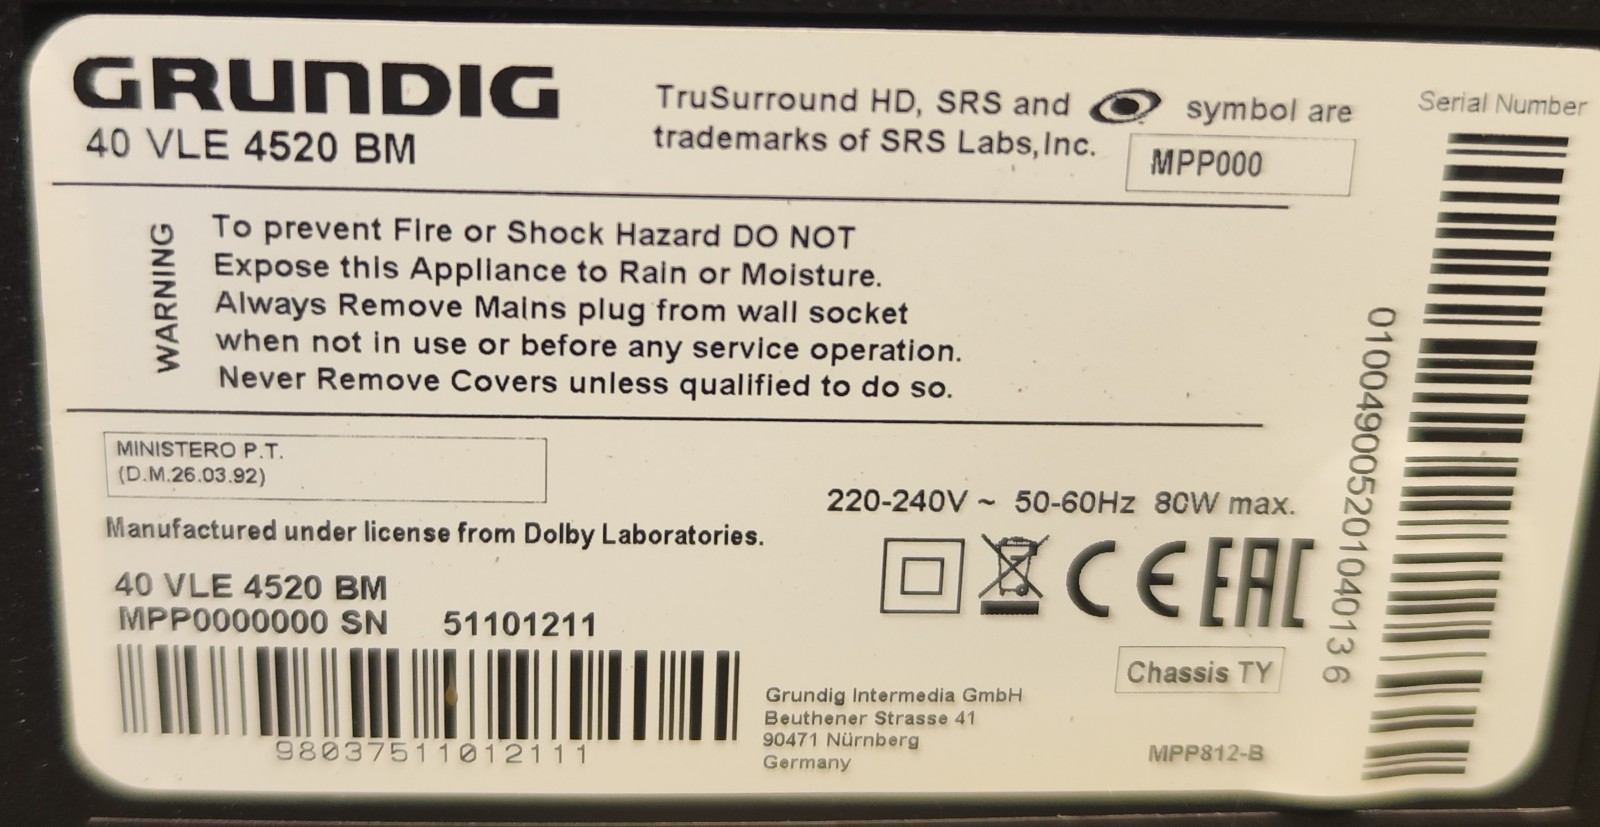 GRUNDIG
40 VLE 4520 BM
TruSurround HD, SRS and symbol are
trademarks of SRS Labs,Inc.
MPP000
Serial Number
WARNING
To prevent Fire or Shock Hazard DO NOT
Expose this Appliance to Rain or Moisture.
Always Remove Mains plug from wall socket
when not in use or before any service operation.
Never Remove Covers unless qualified to do so.
MINISTERO P.T.
(D.M.26.03.92)
220-240V ~ 50-60Hz 80W max.
Manufactured under license from Dolby Laboratories.
CE EAC
40 VLE 4520 BM
MPP0000000 SN 51101211
98037511012111
Grundig Intermedia GmbH
Beuthener Strasse 41
90471 Nürnberg
Germany
Chassis TY
MPP812-B
01004900520104013 6